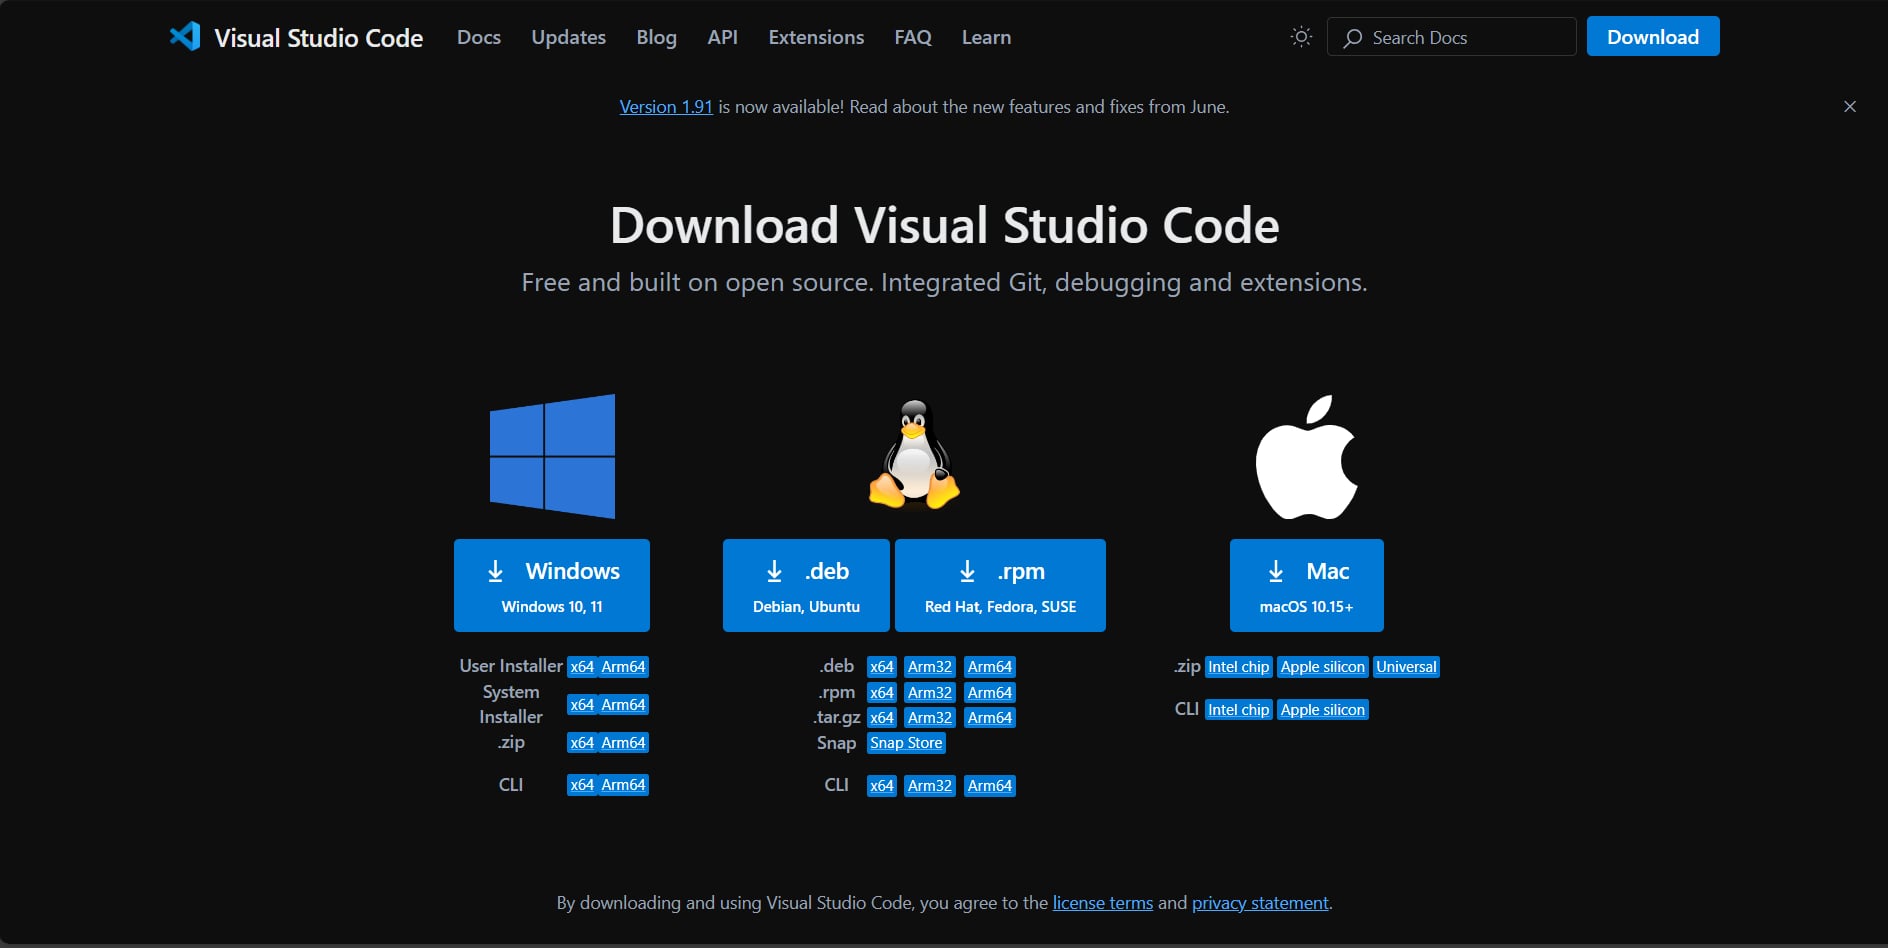 Visual Studio Code Docs Updates Blog API Extensions FAQ Learn Search Docs Download
Version 1.91 is now available! Read about the new features and fixes from June.
Download Visual Studio Code
Free and built on open source. Integrated Git, debugging and extensions.
Windows
Windows 10, 11
User Installer x64 Arm64
System
Installer x64 Arm64
.zip x64 Arm64
CLI x64 Arm64
.deb
Debian, Ubuntu
.rpm
Red Hat, Fedora, SUSE
.deb x64 Arm32 Arm64
.rpm x64 Arm32 Arm64
.tar.gz x64 Arm32 Arm64
Snap Snap Store
CLI x64 Arm32 Arm64
Mac
macOS 10.15+
.zip Intel chip Apple silicon Universal
CLI Intel chip Apple silicon
By downloading and using Visual Studio Code, you agree to the license terms and privacy statement.